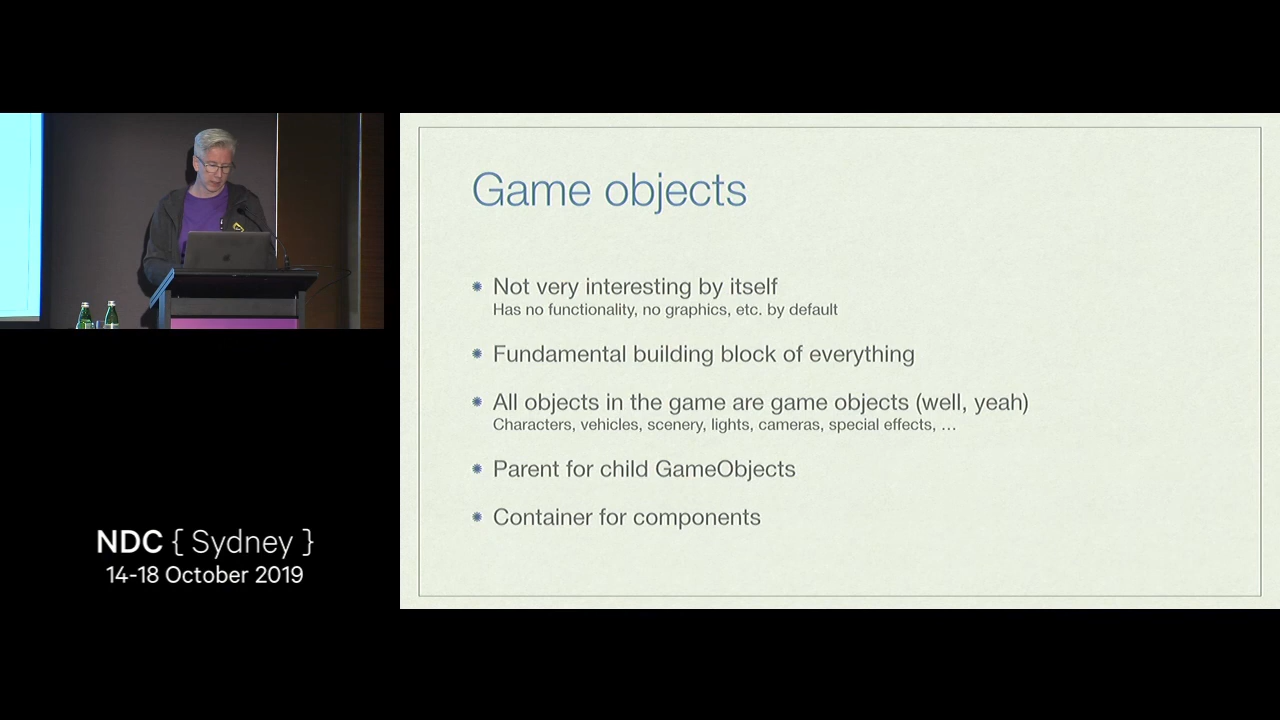 Game objects
Not very interesting by itself
Has no functionality, no graphics, etc. by default
Fundamental building block of everything
All objects in the game are game objects (well, yeah)
Characters, vehicles, scenery, lights, cameras, special effects, …
Parent for child GameObjects
Container for components
NDC { Sydney }
14-18 October 2019